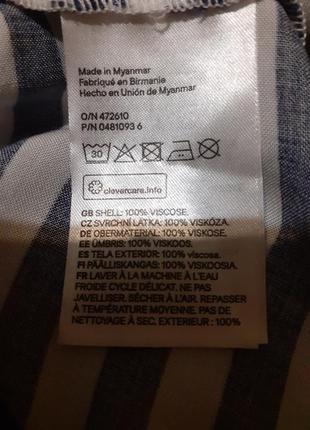 Made in Myanmar
Fabriqué en Birmanie
Hecho en Unión de Myanmar
O/N 472610
P/N 0481093 6
30
clevercare.info
GB SHELL: 100% VISCOSE.
CZ SVRCHNÍ LÁTKA: 100% VISKÓZA.
DE OBERMATERIAL: 100% VISKOSE.
EE ÜMBRIS: 100% VISKOOS.
ES TELA EXTERIOR: 100% viscosa.
FI PÄÄLLISKANGAS: 100% VISKOOSIA.
FR LAVER À LA MACHINE À L'EAU
FROIDE CYCLE DÉLICAT. NE PAS
JAVELLISER. SÉCHER À L'AIR. REPASSER
À TEMPÉRATURE MOYENNE. PAS DE
NETTOYAGE À SEC. EXTERIEUR : 100%